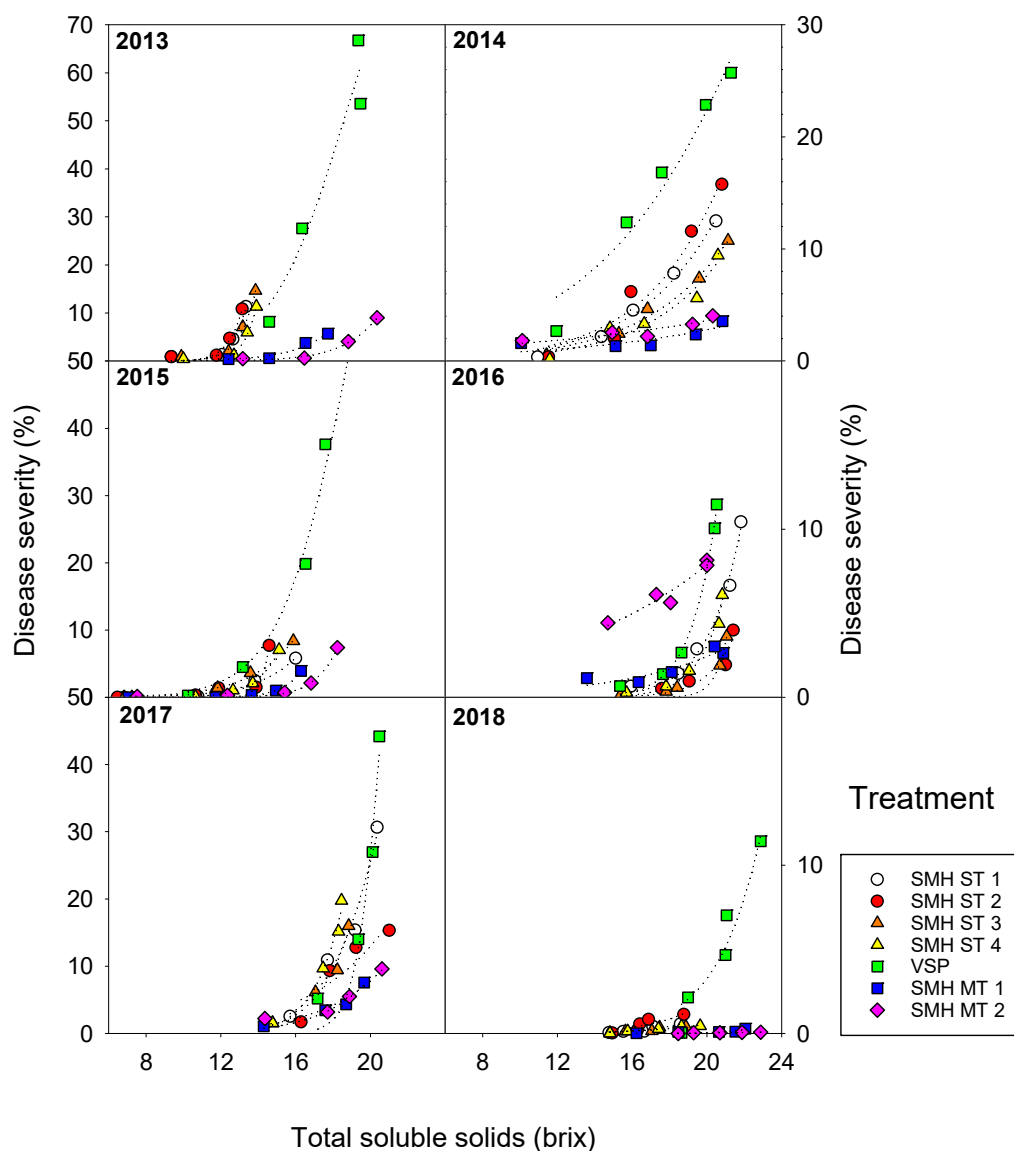 70
60
50
40
30
20
10
50
2013
2014
30
20
10
0
Disease severity (%)
40
30
20
10
50
2015
2016
10
0
Disease severity (%)
40
30
20
10
0
2017
2018
10
0
8 12 16 20
8 12 16 20 24
Total soluble solids (brix)
Treatment
SMH ST 1
SMH ST 2
SMH ST 3
SMH ST 4
VSP
SMH MT 1
SMH MT 2